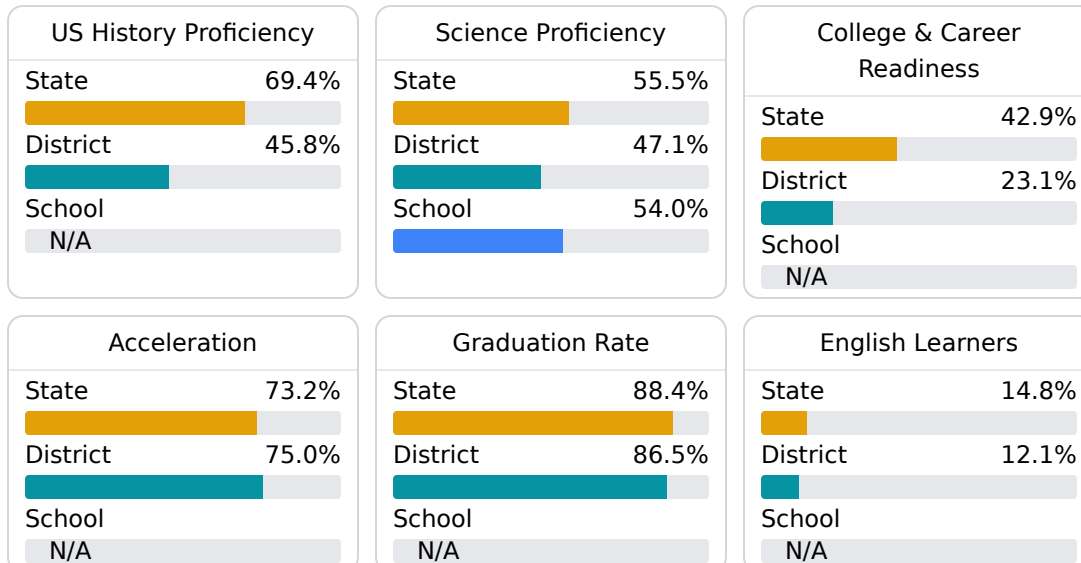 US History Proficiency
State 69.4%
District 45.8%
School
N/A
Science Proficiency
State 55.5%
District 47.1%
School 54.0%
College & Career
Readiness
State 42.9%
District 23.1%
School
N/A
Acceleration
State 73.2%
District 75.0%
School
N/A
Graduation Rate
State 88.4%
District 86.5%
School
N/A
English Learners
State 14.8%
District 12.1%
School
N/A